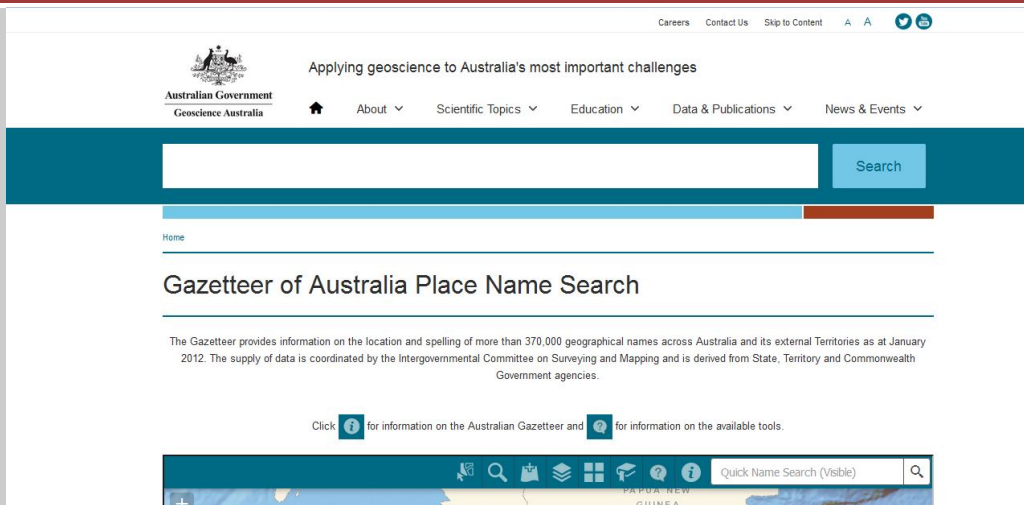 Careers Contact Us Skip to Content A A
Applying geoscience to Australia's most important challenges
Australian Government
Geoscience Australia
About Scientific Topics Education Data & Publications News & Events
Search
Home
Gazetteer of Australia Place Name Search
The Gazetteer provides information on the location and spelling of more than 370,000 geographical names across Australia and its external Territories as at January
2012. The supply of data is coordinated by the Intergovernmental Committee on Surveying and Mapping and is derived from State, Territory and Commonwealth
Government agencies.
Click i for information on the Australian Gazetteer and ? for information on the available tools.
? i Quick Name Search (Visible)
+
PAPUA NEW
GUINEA